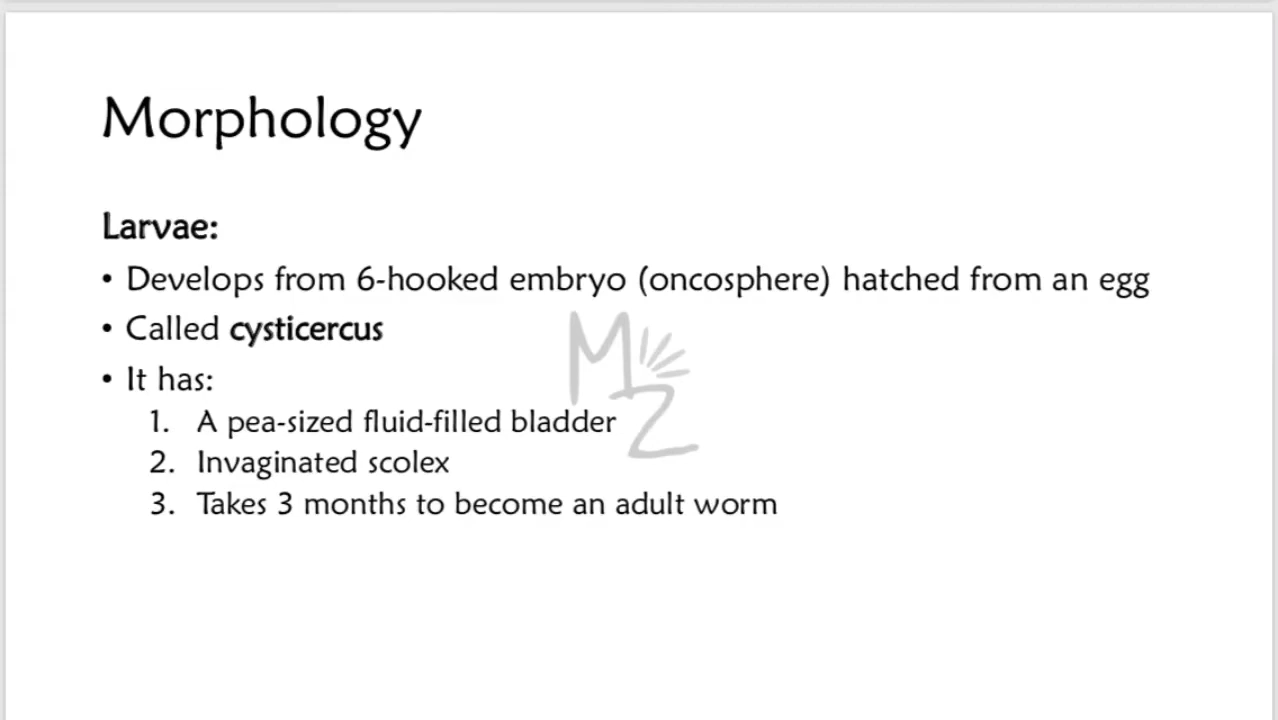 Morphology
Larvae:
• Develops from 6-hooked embryo (oncosphere) hatched from an egg
• Called cysticercus
• It has:
1. A pea-sized fluid-filled bladder
2. Invaginated scolex
3. Takes 3 months to become an adult worm
MZ